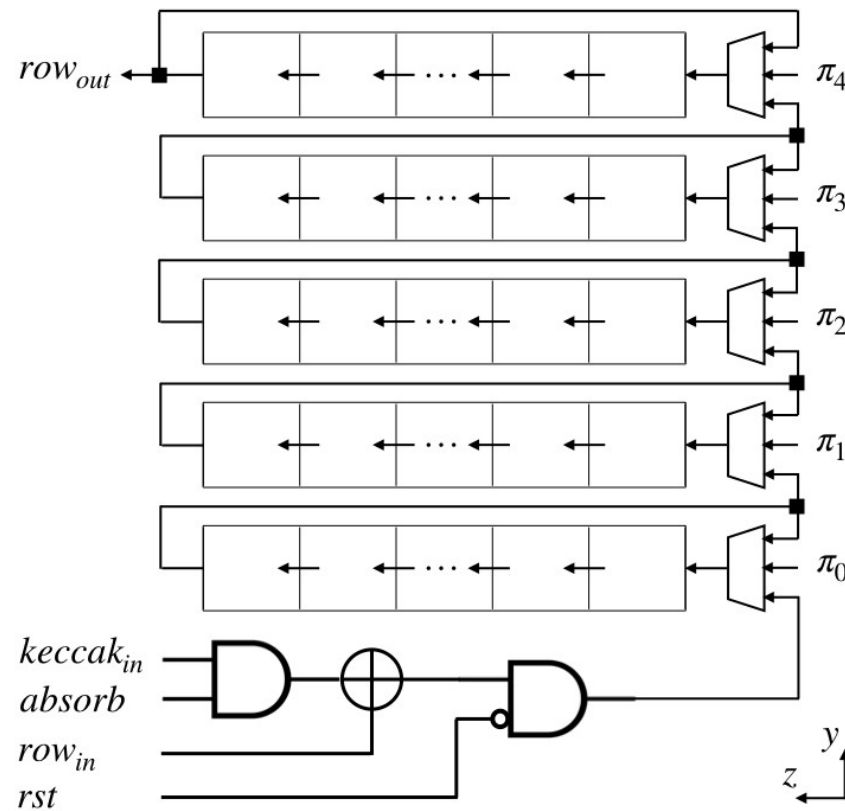 row_out
π_4
π_3
π_2
π_1
π_0
keccak_in
absorb
row_in
rst
y
z